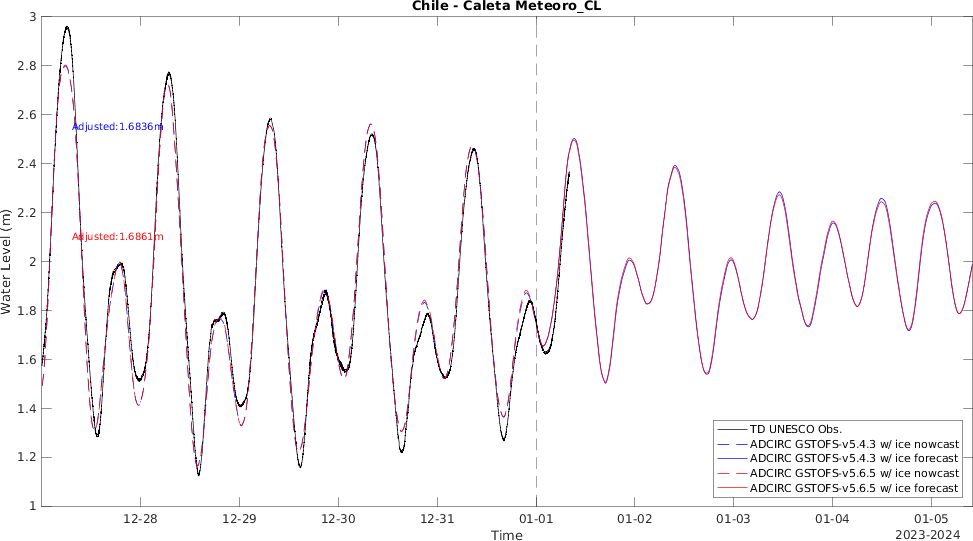 Chile - Caleta Meteoro_CL
3
2.8
2.6
2.4
2.2
2
1.8
1.6
1.4
1.2
1
Water Level (m)
Adjusted:1.6836m
Adjusted:1.6861m
TD UNESCO Obs.
ADCIRC GSTOFS-v5.4.3 w/ ice nowcast
ADCIRC GSTOFS-v5.4.3 w/ ice forecast
ADCIRC GSTOFS-v5.6.5 w/ ice nowcast
ADCIRC GSTOFS-v5.6.5 w/ ice forecast
12-28 12-29 12-30 12-31 01-01 01-02 01-03 01-04 01-05
Time
2023-2024